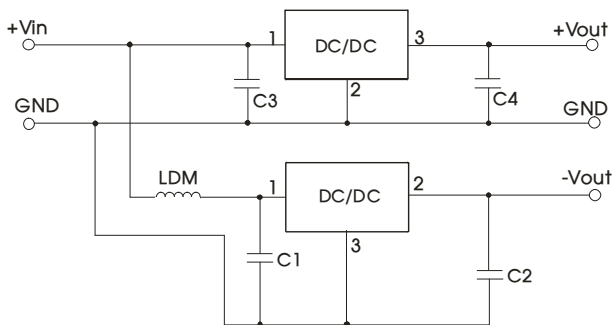 +Vin
1
DC/DC
3
+Vout
C3
2
C4
GND
GND
LDM
1
DC/DC
2
-Vout
C1
3
C2